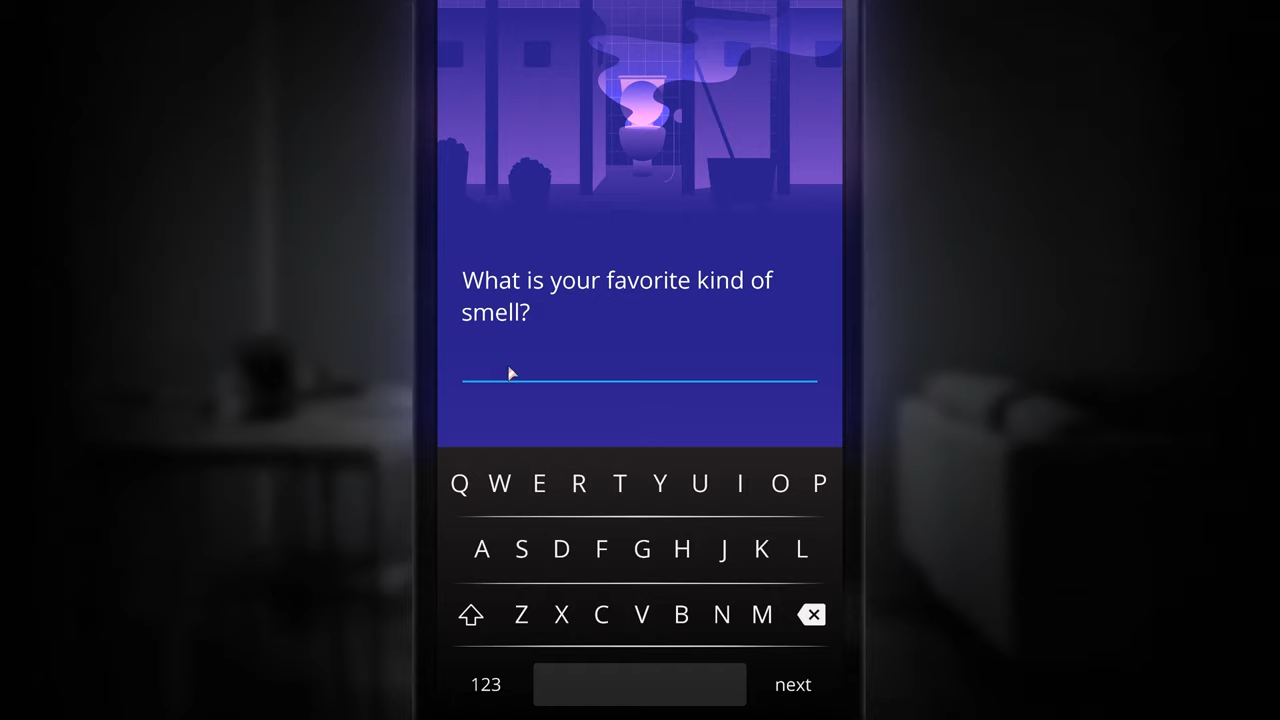 What is your favorite kind of
smell?
Q W E R T Y U I O P
A S D F G H J K L
Z X C V B N M
123 next